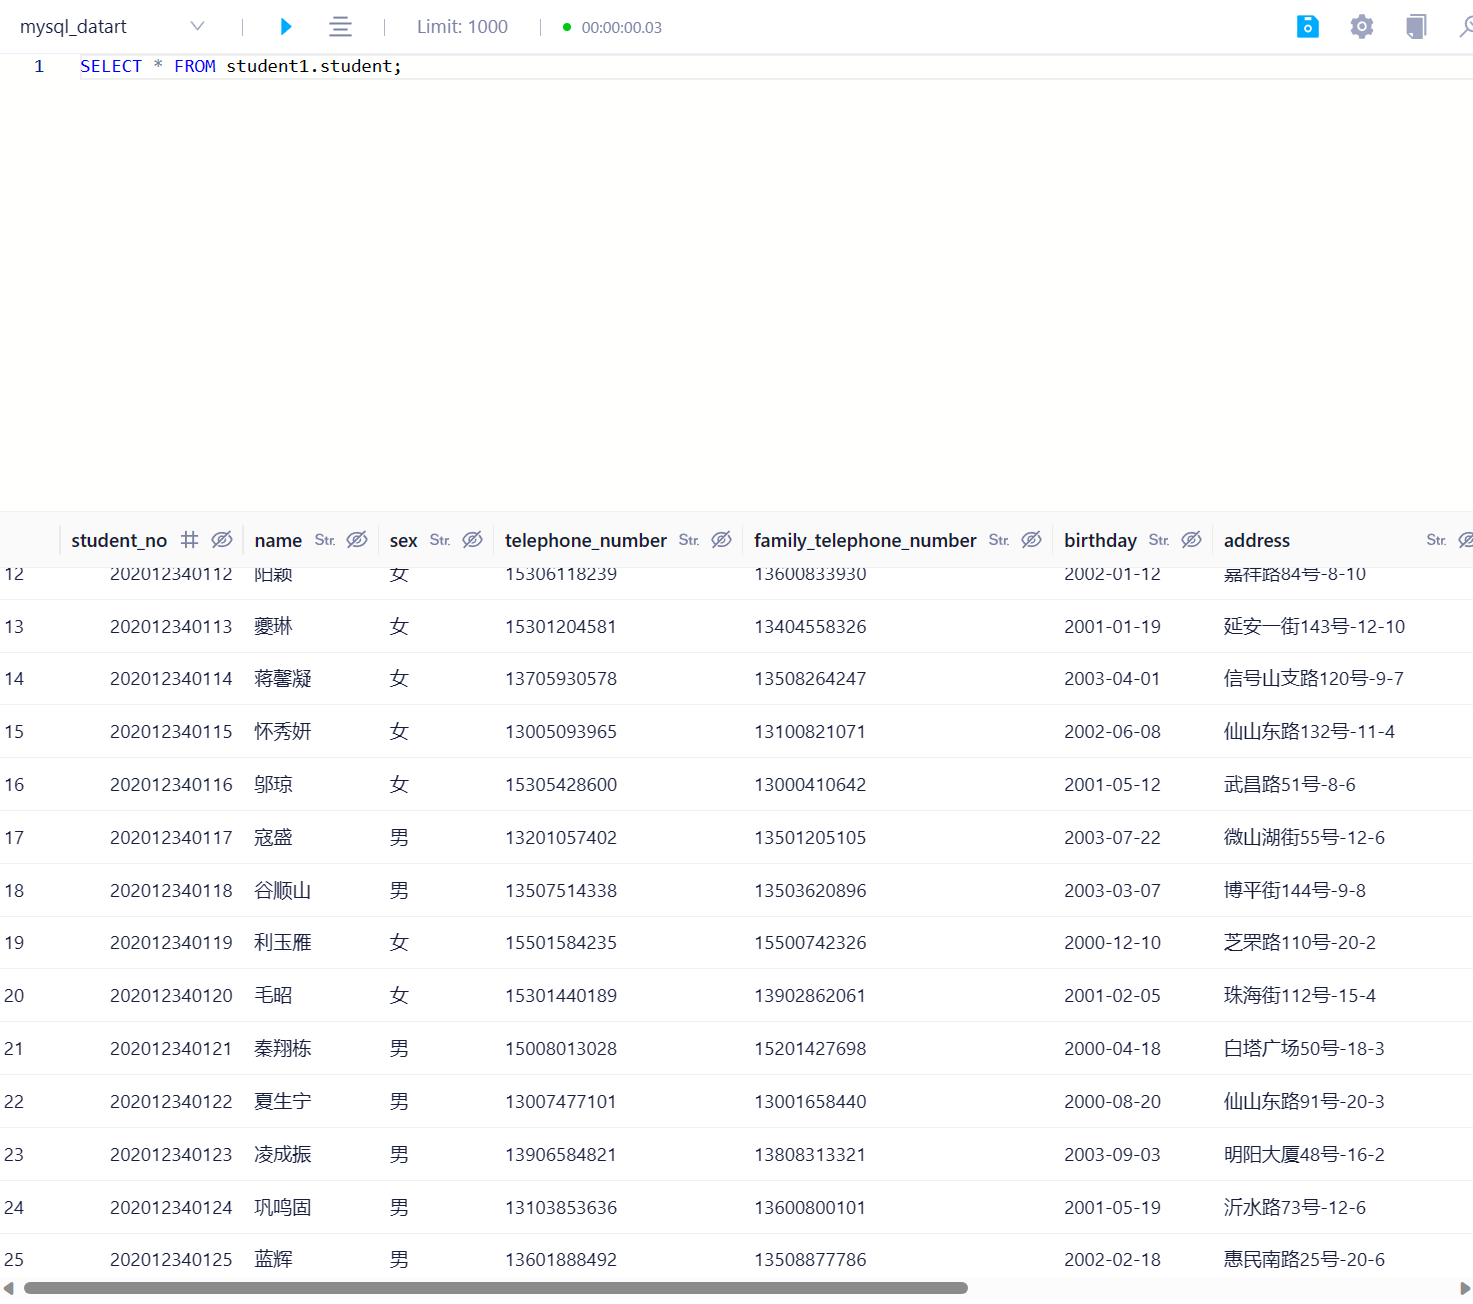 mysql_datart Limit: 1000 00:00:00.03
1 SELECT * FROM student1.student;
student_no name Str. sex Str. telephone_number Str. family_telephone_number Str. birthday Str. address Str.
12 202012340112 阳颖 女 15306118239 13600833930 2002-01-12 嘉祥路84号-8-10
13 202012340113 夔琳 女 15301204581 13404558326 2001-01-19 延安一街143号-12-10
14 202012340114 蒋馨凝 女 13705930578 13508264247 2003-04-01 信号山支路120号-9-7
15 202012340115 怀秀妍 女 13005093965 13100821071 2002-06-08 仙山东路132号-11-4
16 202012340116 邬琼 女 15305428600 13000410642 2001-05-12 武昌路51号-8-6
17 202012340117 寇盛 男 13201057402 13501205105 2003-07-22 微山湖街55号-12-6
18 202012340118 谷顺山 男 13507514338 13503620896 2003-03-07 博平街144号-9-8
19 202012340119 利玉雁 女 15501584235 15500742326 2000-12-10 芝罘路110号-20-2
20 202012340120 毛昭 女 15301440189 13902862061 2001-02-05 珠海街112号-15-4
21 202012340121 秦翔栋 男 15008013028 15201427698 2000-04-18 白塔广场50号-18-3
22 202012340122 夏生宁 男 13007477101 13001658440 2000-08-20 仙山东路91号-20-3
23 202012340123 凌成振 男 13906584821 13808313321 2003-09-03 明阳大厦48号-16-2
24 202012340124 巩鸣固 男 13103853636 13600800101 2001-05-19 沂水路73号-12-6
25 202012340125 蓝辉 男 13601888492 13508877786 2002-02-18 惠民南路25号-20-6